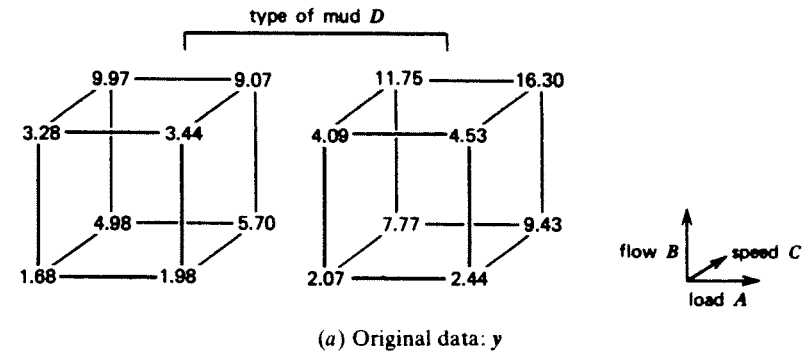 type of mud D
9.97 9.07 11.75 16.30
3.28 3.44 4.09 4.53
4.98 5.70 7.77 9.43
1.68 1.98 2.07 2.44
flow B speed C
load A
(a) Original data: y